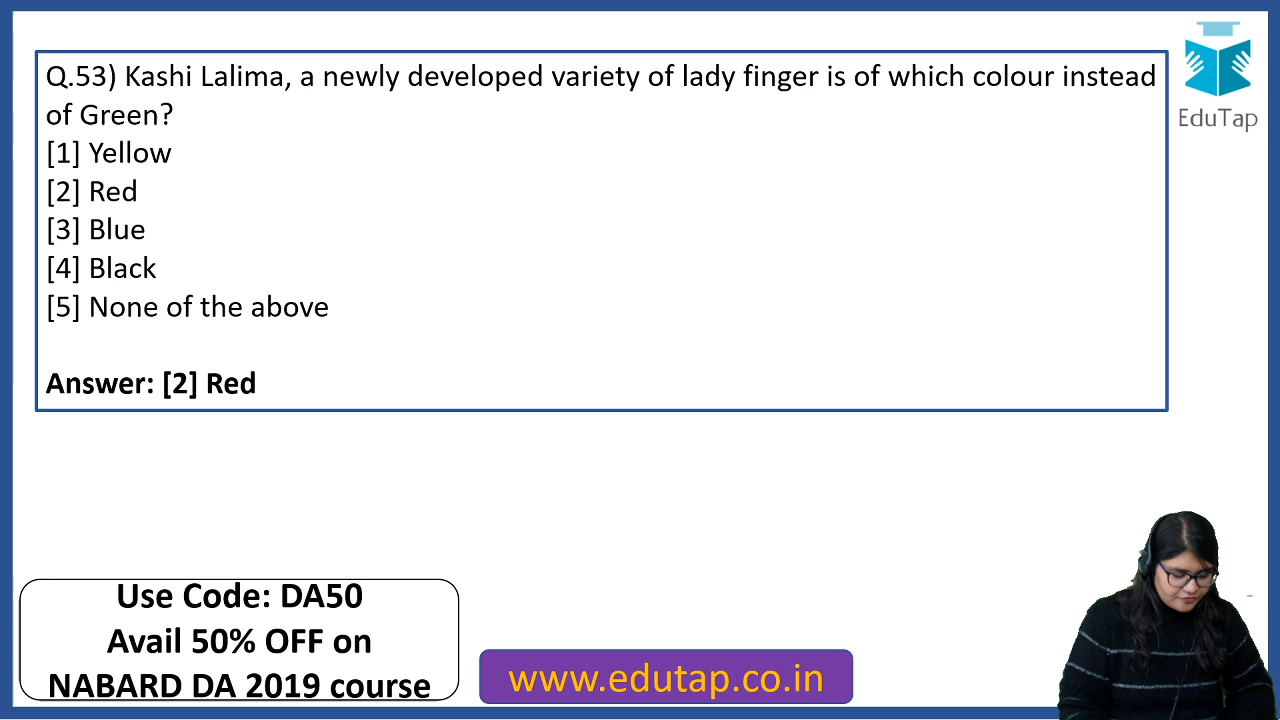 Q.53) Kashi Lalima, a newly developed variety of lady finger is of which colour instead
of Green?
[1] Yellow
[2] Red
[3] Blue
[4] Black
[5] None of the above
Answer: [2] Red
EduTap
Use Code: DA50
Avail 50% OFF on
NABARD DA 2019 course
www.edutap.co.in